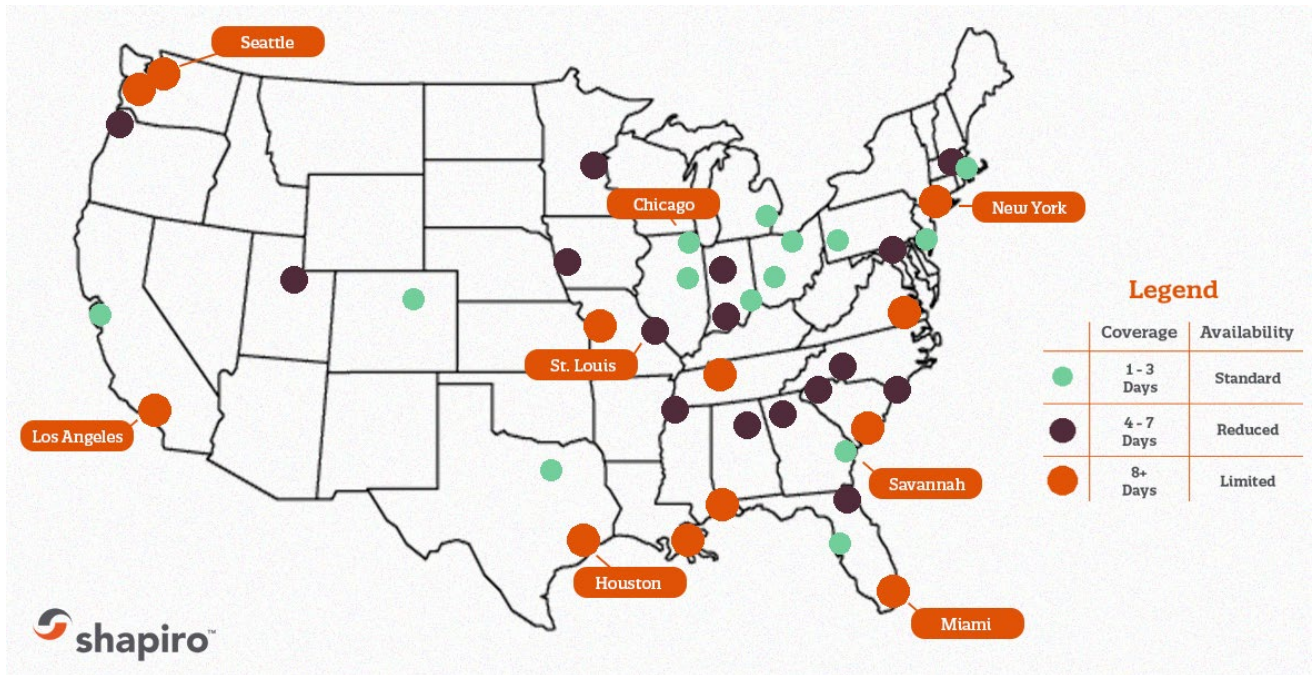 Seattle
Chicago
New York
St. Louis
Los Angeles
Savannah
Houston
Miami
Legend
Coverage Availability
1 - 3
Days
Standard
4 - 7
Days
Reduced
8+
Days
Limited
shapiro™